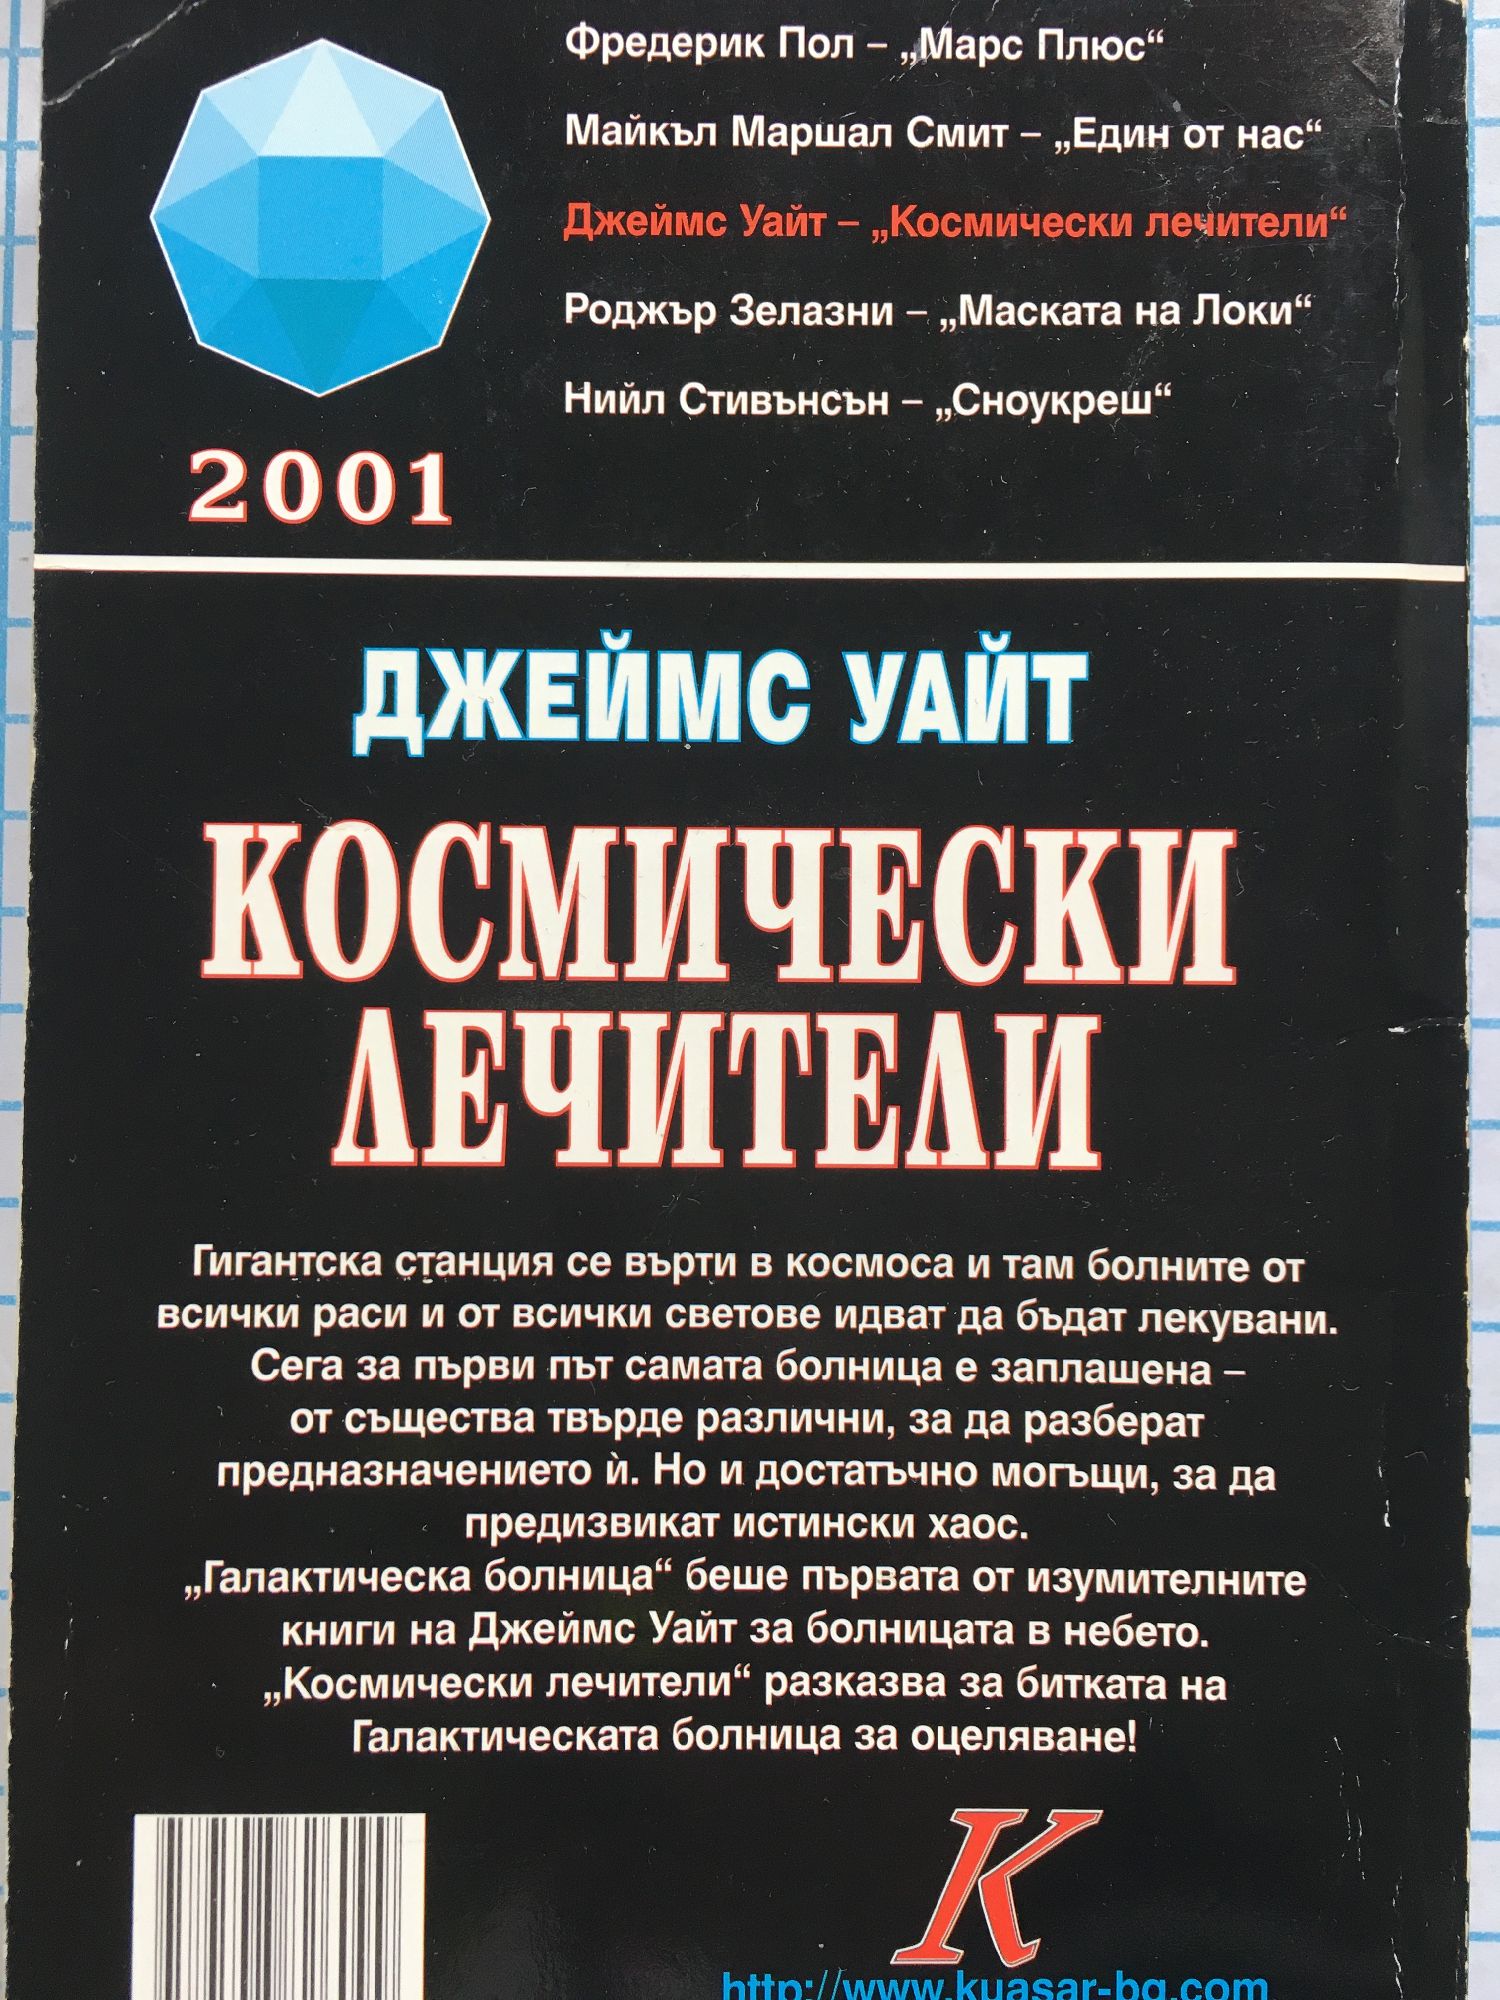 Фредерик Пол – „Марс Плюс“
Майкъл Маршал Смит – „Един от нас“
Джеймс Уайт – „Космически лечители“
Роджър Зелазни – „Маската на Локи“
Нийл Стивънсън – „Сноукреш“
2001
ДЖЕЙМС УАЙТ
КОСМИЧЕСКИ
ЛЕЧИТЕЛИ
Гигантска станция се върти в космоса и там болните от
всички раси и от всички светове идват да бъдат лекувани.
Сега за първи път самата болница е заплашена –
от същества твърде различни, за да разберат
предназначението ѝ. Но и достатъчно могъщи, за да
предизвикат истински хаос.
„Галактическа болница“ беше първата от изумителните
книги на Джеймс Уайт за болницата в небето.
„Космически лечители“ разказва за битката на
Галактическата болница за оцеляване!
K
http://www.kuasar-bg.com